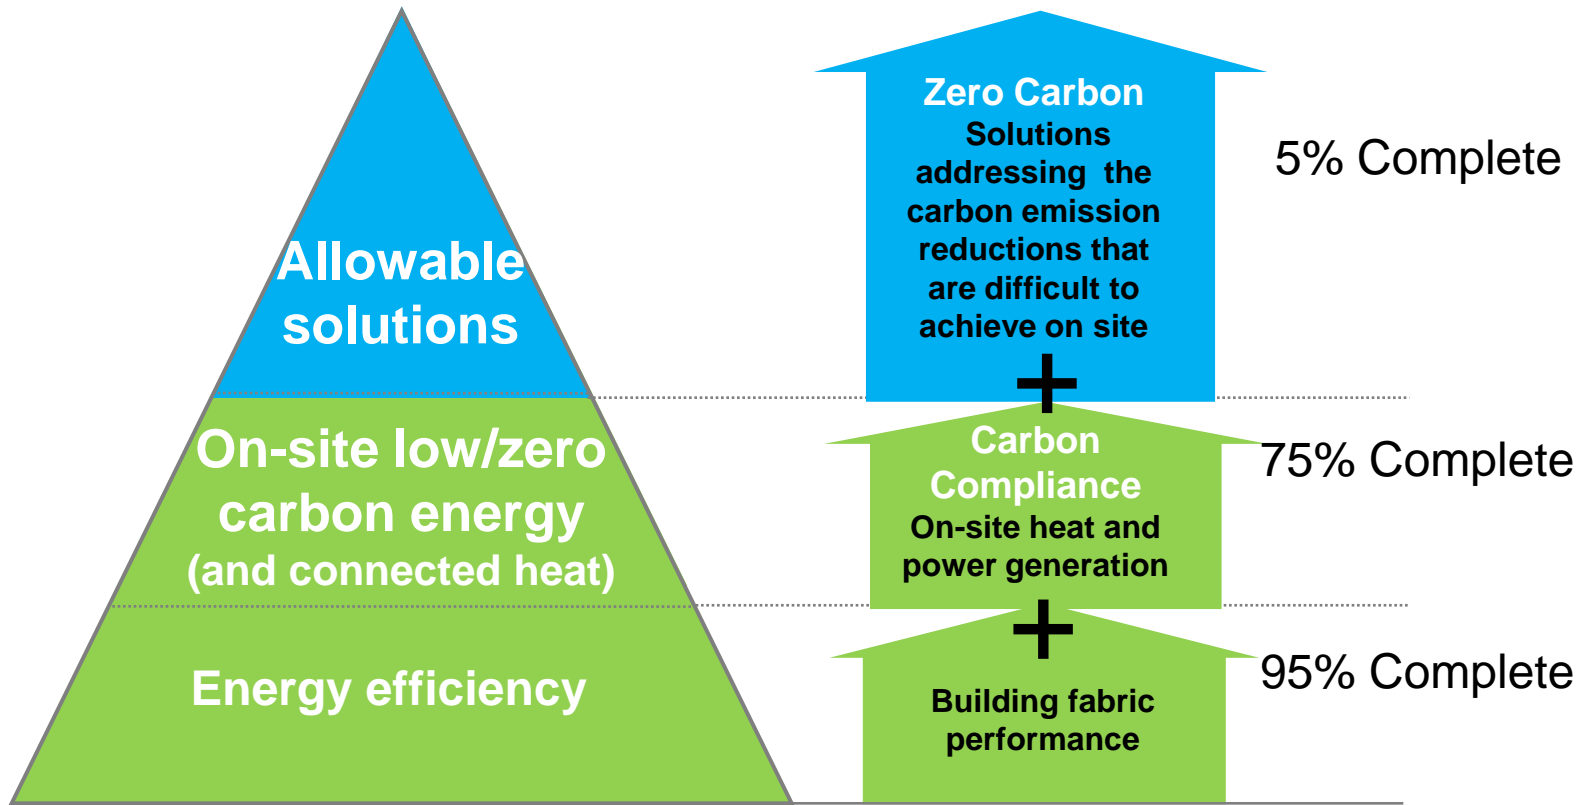 Allowable
solutions
On-site low/zero
carbon energy
(and connected heat)
Energy efficiency
Zero Carbon
Solutions
addressing the
carbon emission
reductions that
are difficult to
achieve on site
+
Carbon
Compliance
On-site heat and
power generation
+
Building fabric
performance
5% Complete
75% Complete
95% Complete